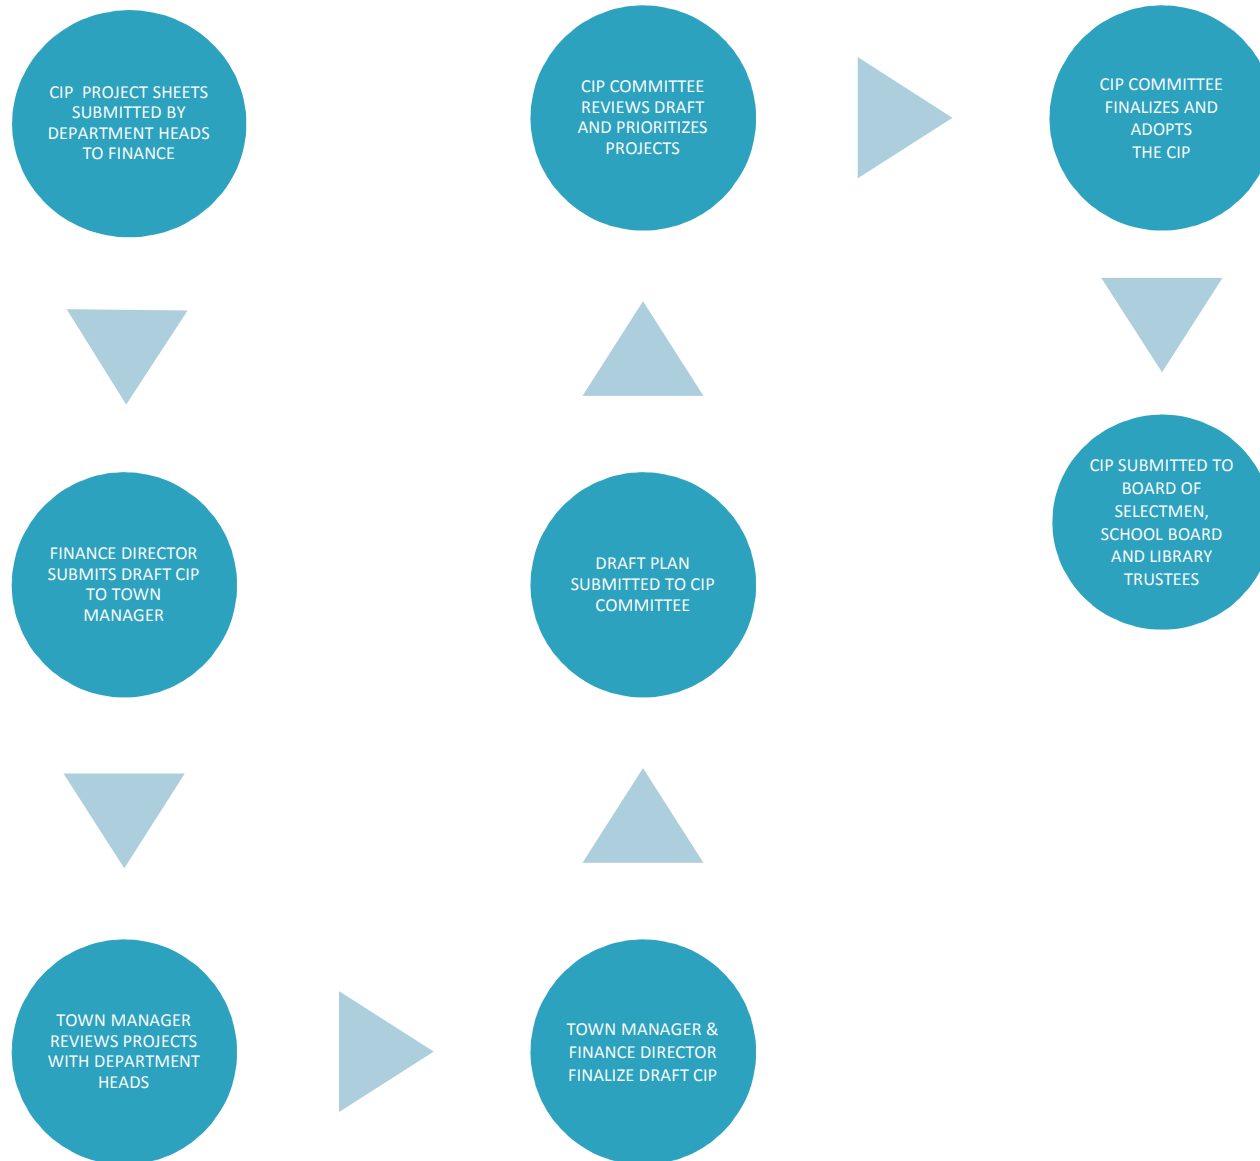 CIP PROJECT SHEETS
SUBMITTED BY
DEPARTMENT HEADS
TO FINANCE
FINANCE DIRECTOR
SUBMITS DRAFT CIP
TO TOWN
MANAGER
TOWN MANAGER
REVIEWS PROJECTS
WITH DEPARTMENT
HEADS
TOWN MANAGER &
FINANCE DIRECTOR
FINALIZE DRAFT CIP
DRAFT PLAN
SUBMITTED TO CIP
COMMITTEE
CIP COMMITTEE
REVIEWS DRAFT
AND PRIORITIZES
PROJECTS
CIP COMMITTEE
FINALIZES AND
ADOPTS
THE CIP
CIP SUBMITTED TO
BOARD OF
SELECTMEN,
SCHOOL BOARD
AND LIBRARY
TRUSTEES